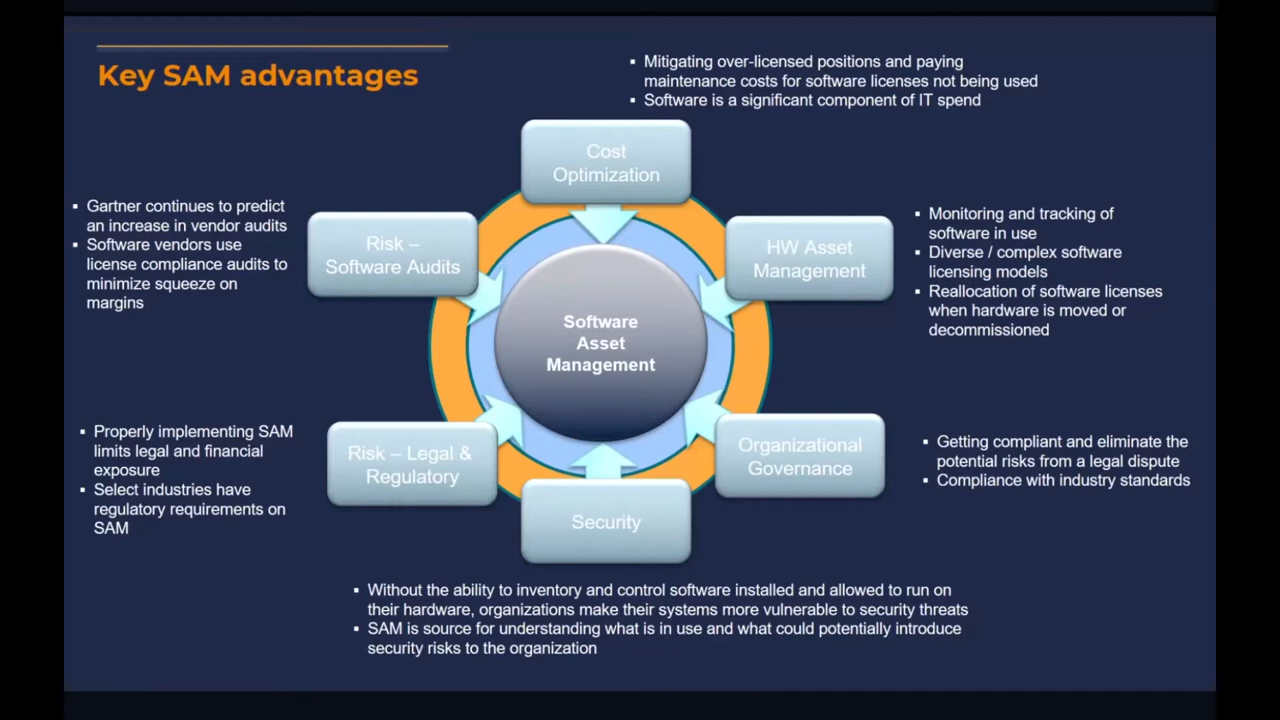 Key SAM advantages
▪ Mitigating over-licensed positions and paying
maintenance costs for software licenses not being used
▪ Software is a significant component of IT spend
Cost
Optimization
▪ Gartner continues to predict
an increase in vendor audits
▪ Software vendors use
license compliance audits to
minimize squeeze on
margins
Risk –
Software Audits
HW Asset
Management
▪ Monitoring and tracking of
software in use
▪ Diverse / complex software
licensing models
▪ Reallocation of software licenses
when hardware is moved or
decommissioned
Software
Asset
Management
▪ Properly implementing SAM
limits legal and financial
exposure
▪ Select industries have
regulatory requirements on
SAM
Risk – Legal &
Regulatory
Organizational
Governance
▪ Getting compliant and eliminate the
potential risks from a legal dispute
▪ Compliance with industry standards
Security
▪ Without the ability to inventory and control software installed and allowed to run on
their hardware, organizations make their systems more vulnerable to security threats
▪ SAM is source for understanding what is in use and what could potentially introduce
security risks to the organization